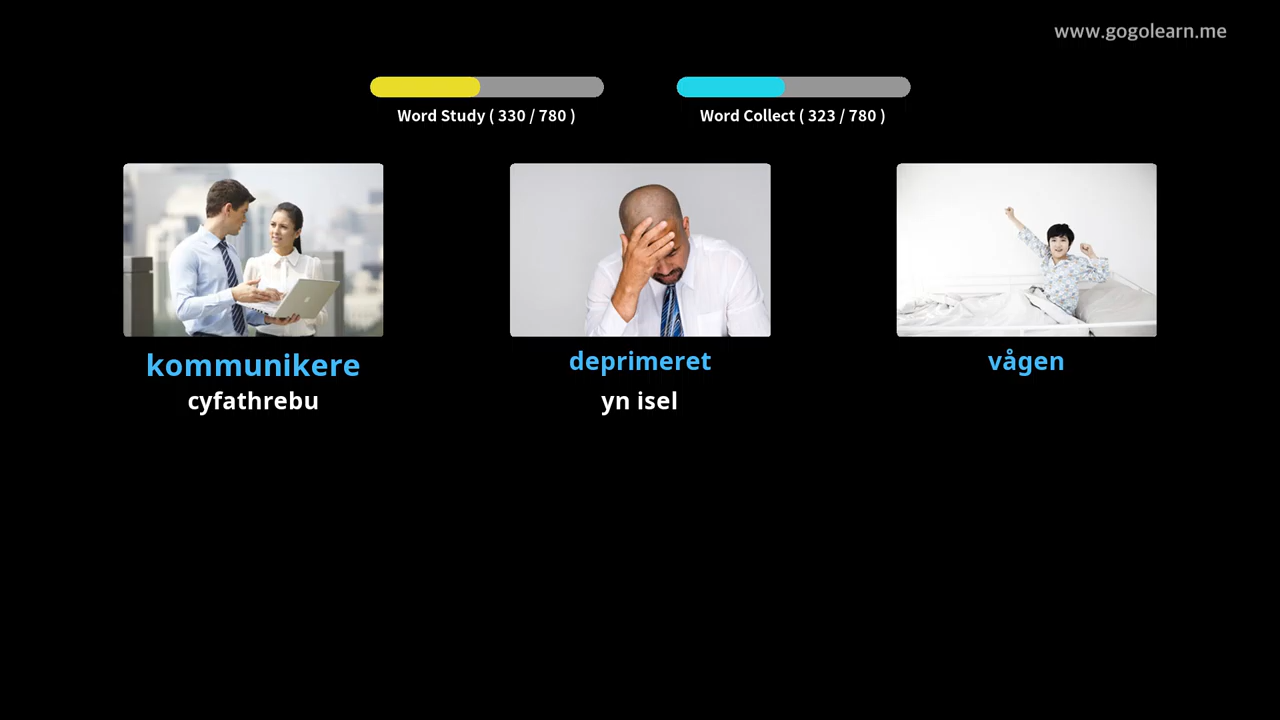 www.gogolearn.me
Word Study ( 330 / 780 )
Word Collect ( 323 / 780 )
kommunikere
deprimeret
vågen
cyfathrebu
yn isel